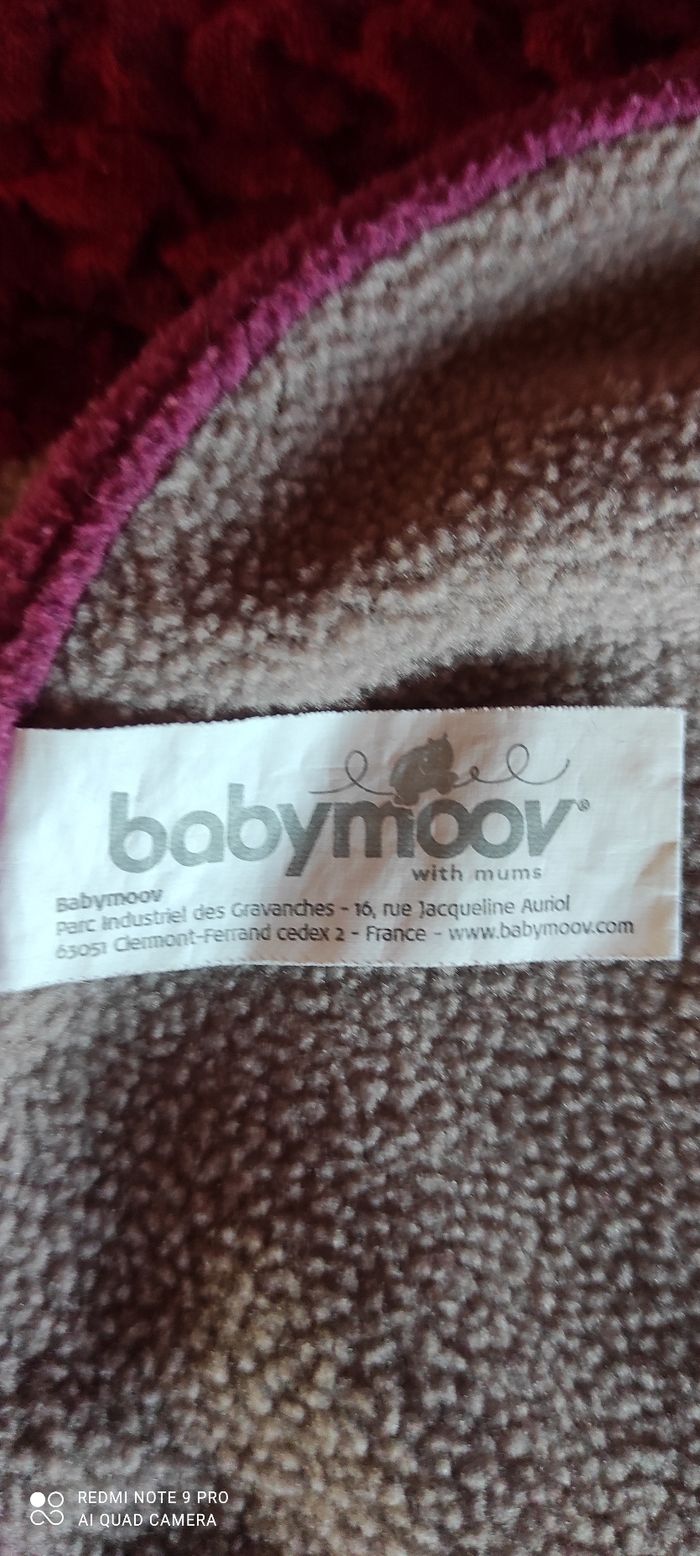 babymoov®
with mums
Babymoov
Parc Industriel des Gravanches - 16, rue Jacqueline Auriol
63051 Clermont-Ferrand cedex 2 - France - www.babymoov.com
REDMI NOTE 9 PRO
AI QUAD CAMERA